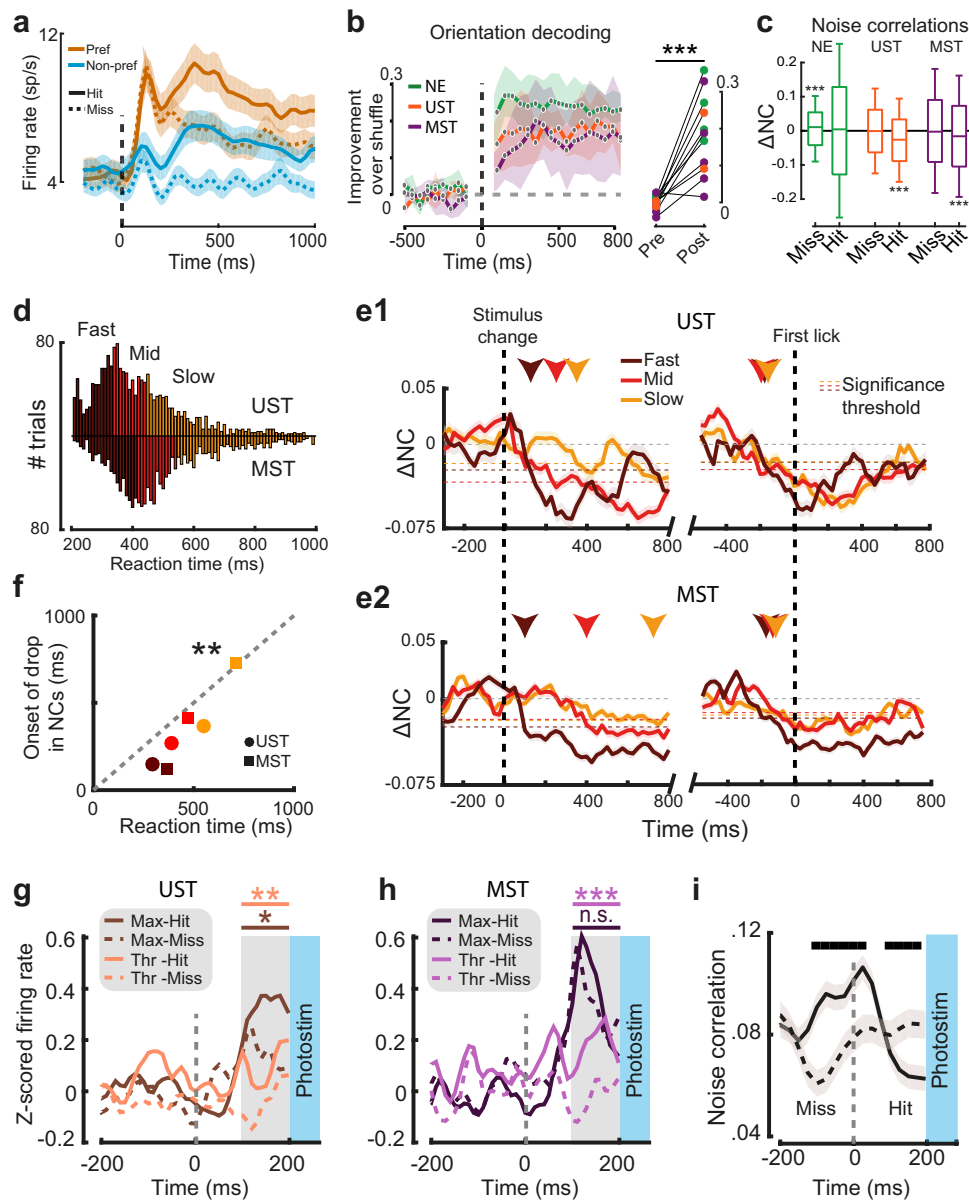 a
Firing rate (sp/s)
12
4
Pref
Non-pref
Hit
Miss
0
500
1000
Time (ms)
b
Orientation decoding
Improvement
over shuffle
0.3
0
NE
UST
MST
-500
0
500
800
Time (ms)
***
0.3
0
Pre
Post
c
Noise correlations
NE
UST
MST
ΔNC
0.2
0.1
0
-0.1
-0.2
***
***
***
Miss
Hit
Miss
Hit
Miss
Hit
d
# trials
80
80
Fast
Mid
Slow
UST
MST
200
400
600
800
1000
Reaction time (ms)
e1
Stimulus
change
UST
First lick
Fast
Mid
Slow
Significance
threshold
ΔNC
0.05
0
-0.075
-200
0
400
800
-400
0
400
800
e2
MST
ΔNC
0.05
0
-0.075
-200
0
400
800
-400
0
400
800
Time (ms)
f
Onset of drop
in NCs (ms)
1000
0
**
UST
MST
0
500
1000
Reaction time (ms)
g
UST
**
*
Max-Hit
Max-Miss
Thr -Hit
Thr -Miss
Z-scored firing rate
0.6
0.4
0.2
0
-0.2
Photostim
-200
0
200
Time (ms)
h
MST
***
n.s.
Max-Hit
Max-Miss
Thr -Hit
Thr -Miss
0.6
0.4
0.2
0
-0.2
Photostim
-200
0
200
Time (ms)
i
Noise correlation
.12
.08
.04
Miss
Hit
Photostim
-200
0
200
Time (ms)